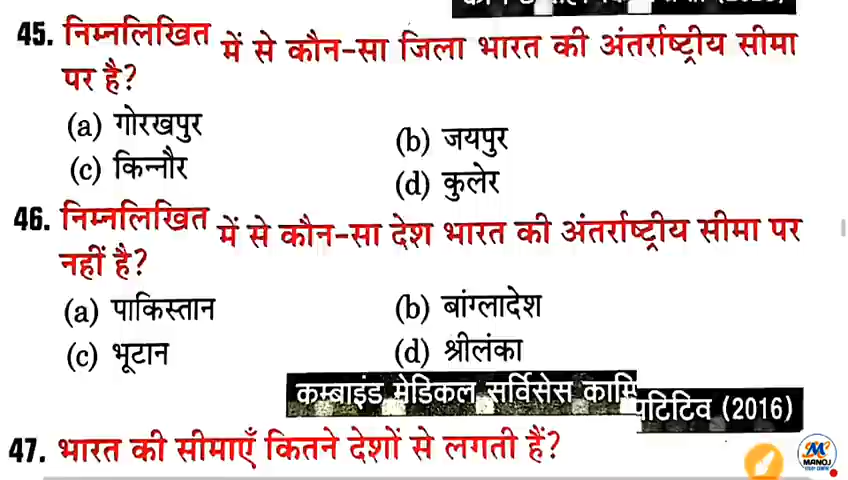 45. निम्नलिखित में से कौन-सा जिला भारत की अंतर्राष्ट्रीय सीमा
पर है?
(a) गोरखपुर (b) जयपुर
(c) किन्नौर (d) कुलेर
46. निम्नलिखित में से कौन-सा देश भारत की अंतर्राष्ट्रीय सीमा पर
नहीं है?
(a) पाकिस्तान (b) बांग्लादेश
(c) भूटान (d) श्रीलंका
कम्बाइंड मेडिकल सर्विसेस काम्पिटिटिव (2016)
47. भारत की सीमाएँ कितने देशों से लगती हैं?
MANOJ